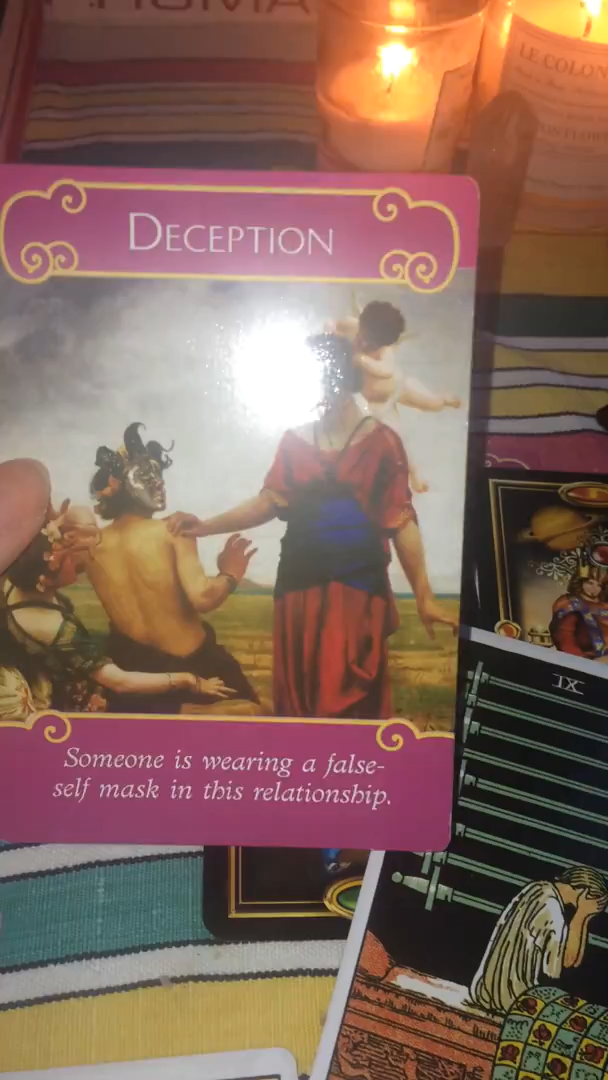 LE COLON
DECEPTION
IX
Someone is wearing a false-
self mask in this relationship.